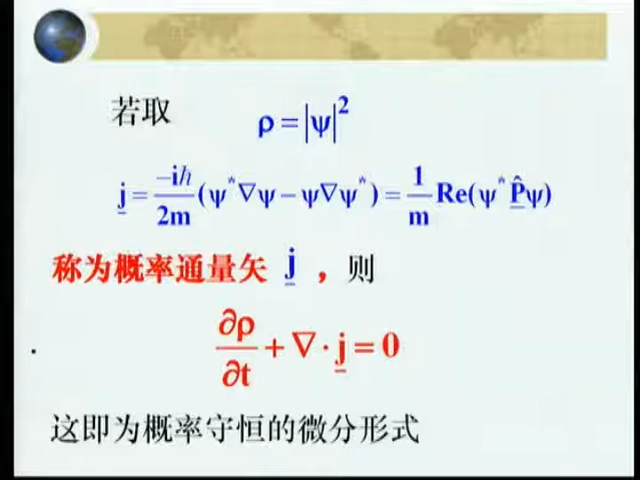 若取 ρ = |ψ|²
j = -iħ/2m (ψ*∇ψ − ψ∇ψ*) = 1/m Re(ψ* P̂ψ)
称为概率通量矢 j ，则
∂ρ/∂t + ∇·j = 0
这即为概率守恒的微分形式